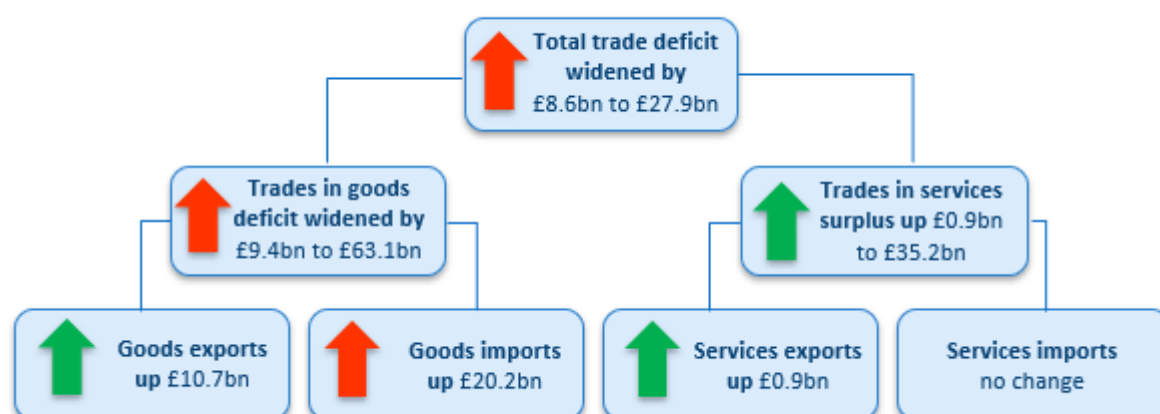 Total trade deficit
widened by
£8.6bn to £27.9bn
Trades in goods
deficit widened by
£9.4bn to £63.1bn
Trades in services
surplus up £0.9bn
to £35.2bn
Goods exports
up £10.7bn
Goods imports
up £20.2bn
Services exports
up £0.9bn
Services imports
no change